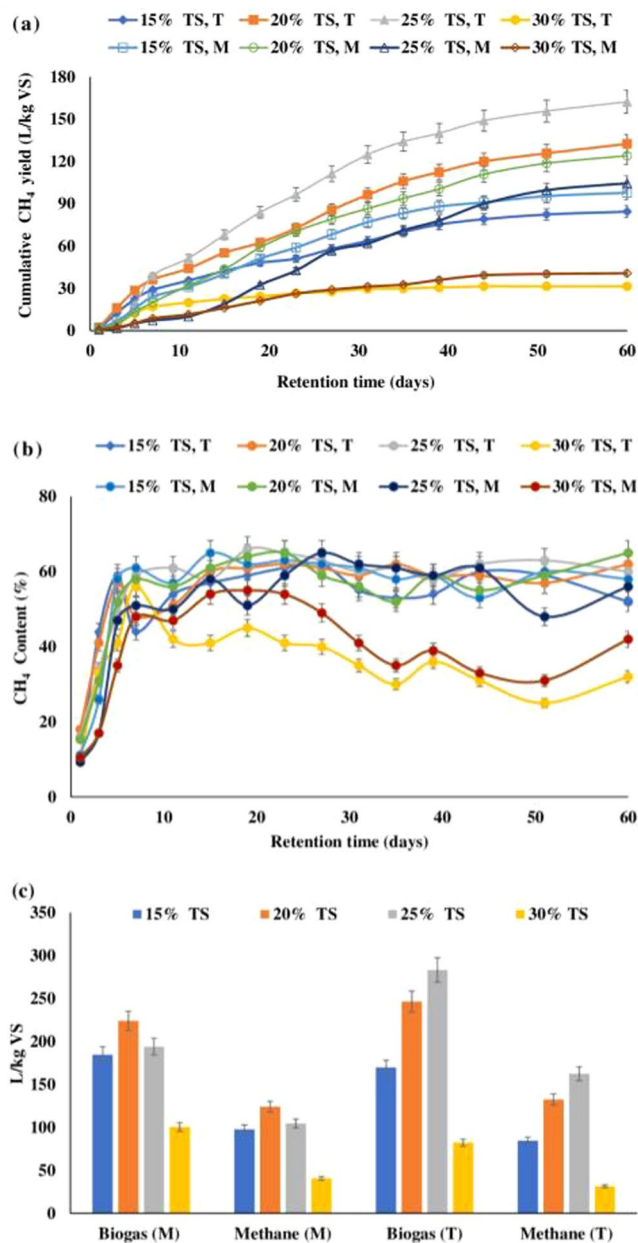 (a)
15% TS, T 20% TS, T 25% TS, T 30% TS, T
15% TS, M 20% TS, M 25% TS, M 30% TS, M
Cumulative CH4 yield (L/kg VS)
180
150
120
90
60
30
0
0 10 20 30 40 50 60
Retention time (days)
(b)
15% TS, T 20% TS, T 25% TS, T 30% TS, T
15% TS, M 20% TS, M 25% TS, M 30% TS, M
CH4 Content (%)
80
60
40
20
0
0 10 20 30 40 50 60
Retention time (days)
(c)
15% TS 20% TS 25% TS 30% TS
L/kg VS
350
300
250
200
150
100
50
0
Biogas (M) Methane (M) Biogas (T) Methane (T)